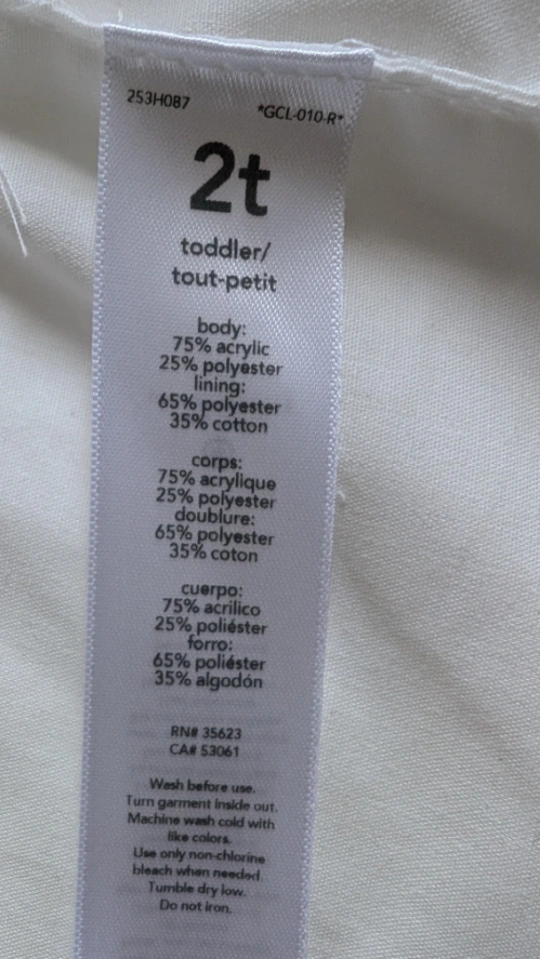 253H087 *GCL-010-R*
2t
toddler/
tout-petit
body:
75% acrylic
25% polyester
lining:
65% polyester
35% cotton
corps:
75% acrylique
25% polyester
doublure:
65% polyester
35% coton
cuerpo:
75% acrilico
25% poliéster
forro:
65% poliéster
35% algodón
RN# 35623
CA# 53061
Wash before use.
Turn garment inside out.
Machine wash cold with
like colors.
Use only non-chlorine
bleach when needed.
Tumble dry low.
Do not iron.